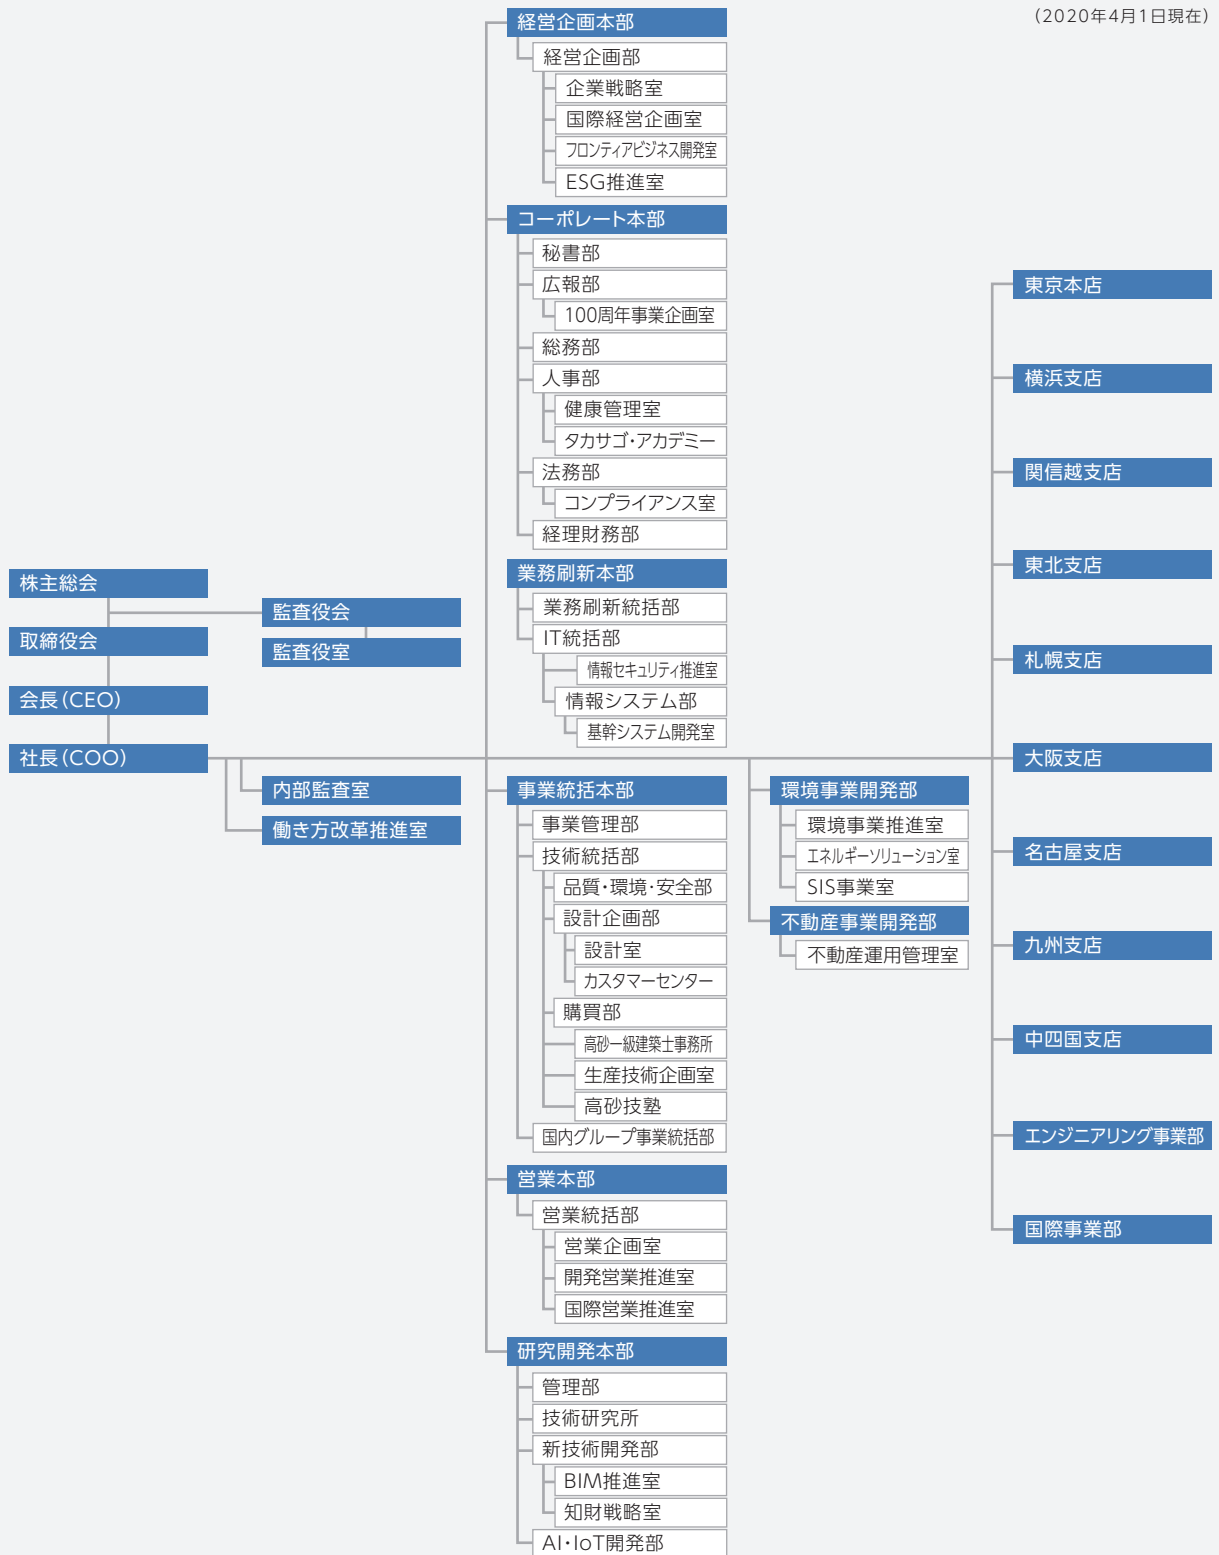 (2020年4月1日現在)
株主総会
監査役会
取締役会
監査役室
会長(CEO)
社長(COO)
内部監査室
働き方改革推進室
経営企画本部
経営企画部
企業戦略室
国際経営企画室
フロンティアビジネス開発室
ESG推進室
コーポレート本部
秘書部
広報部
100周年事業企画室
総務部
人事部
健康管理室
タカサゴ・アカデミー
法務部
コンプライアンス室
経理財務部
業務刷新本部
業務刷新統括部
IT統括部
情報セキュリティ推進室
情報システム部
基幹システム開発室
事業統括本部
事業管理部
技術統括部
品質・環境・安全部
設計企画部
設計室
カスタマーセンター
購買部
高砂一級建築士事務所
生産技術企画室
高砂技塾
国内グループ事業統括部
営業本部
営業統括部
営業企画室
開発営業推進室
国際営業推進室
研究開発本部
管理部
技術研究所
新技術開発部
BIM推進室
知財戦略室
AI・IoT開発部
環境事業開発部
環境事業推進室
エネルギーソリューション室
SIS事業室
不動産事業開発部
不動産運用管理室
東京本店
横浜支店
関信越支店
東北支店
札幌支店
大阪支店
名古屋支店
九州支店
中四国支店
エンジニアリング事業部
国際事業部